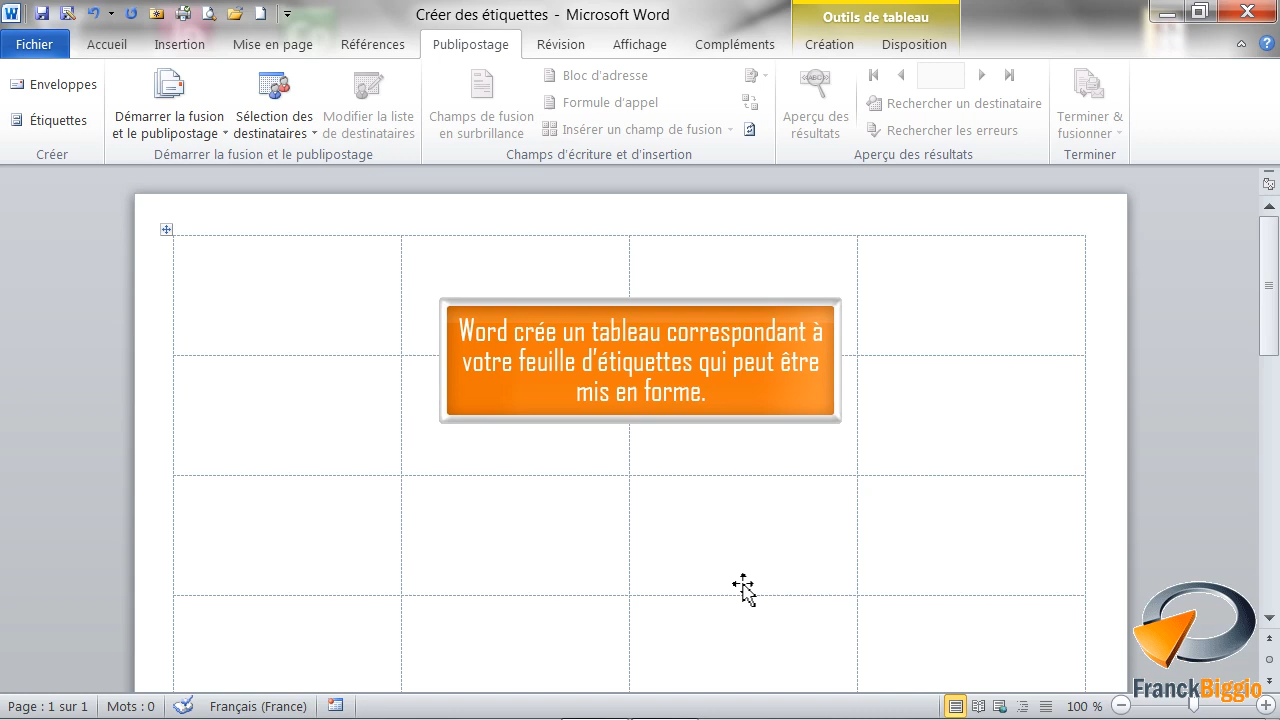 Créer des étiquettes - Microsoft Word
Outils de tableau
Fichier
Accueil
Insertion
Mise en page
Références
Publipostage
Révision
Affichage
Compléments
Création
Disposition
Enveloppes
Étiquettes
Créer
Démarrer la fusion
et le publipostage
Sélection des
destinataires
Modifier la liste
de destinataires
Démarrer la fusion et le publipostage
Champs de fusion
en surbrillance
Bloc d'adresse
Formule d'appel
Insérer un champ de fusion
Champs d'écriture et d'insertion
ABC
Aperçu des
résultats
Rechercher un destinataire
Rechercher les erreurs
Aperçu des résultats
Terminer &
fusionner
Terminer
Word crée un tableau correspondant à
votre feuille d'étiquettes qui peut être
mis en forme.
FranckBiggio
Page : 1 sur 1
Mots : 0
Français (France)
100 %